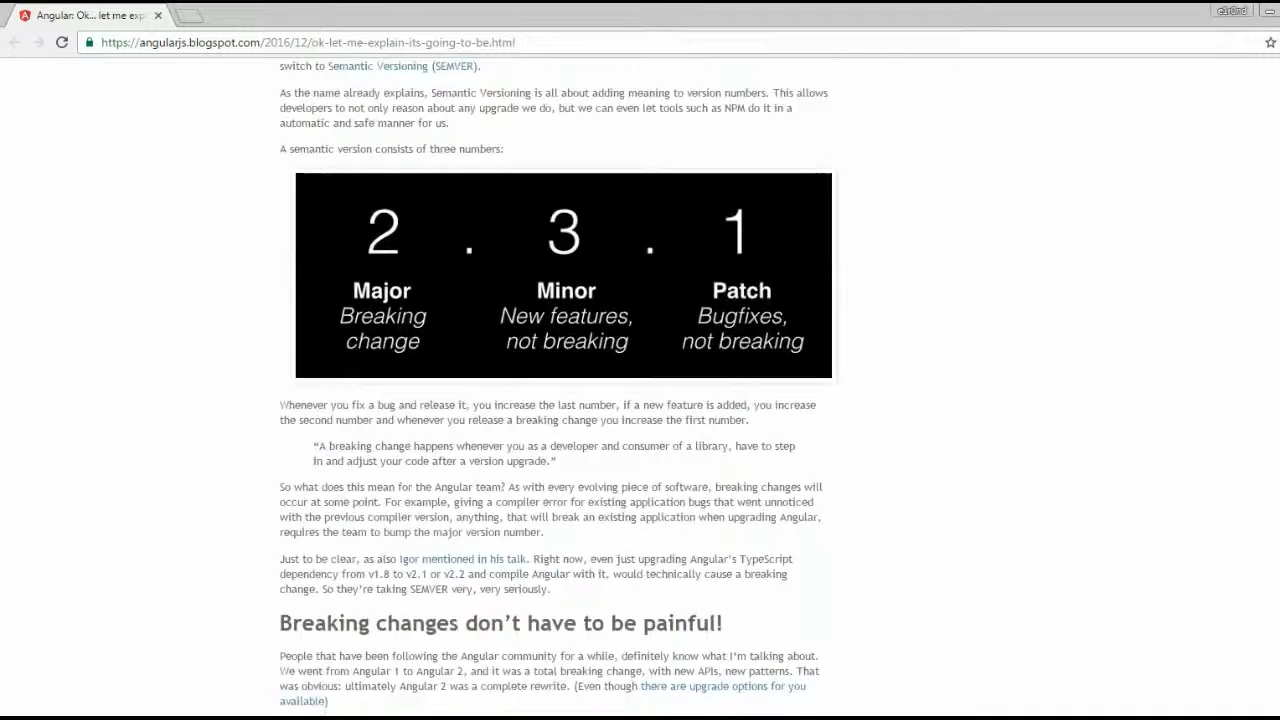 Angular: Ok... let me exp
e1r0nd
https://angularjs.blogspot.com/2016/12/ok-let-me-explain-its-going-to-be.html
switch to Semantic Versioning (SEMVER).
As the name already explains, Semantic Versioning is all about adding meaning to version numbers. This allows
developers to not only reason about any upgrade we do, but we can even let tools such as NPM do it in a
automatic and safe manner for us.
A semantic version consists of three numbers:
2 . 3 . 1
Major Minor Patch
Breaking New features, Bugfixes,
change not breaking not breaking
Whenever you fix a bug and release it, you increase the last number, if a new feature is added, you increase
the second number and whenever you release a breaking change you increase the first number.
“A breaking change happens whenever you as a developer and consumer of a library, have to step
in and adjust your code after a version upgrade.”
So what does this mean for the Angular team? As with every evolving piece of software, breaking changes will
occur at some point. For example, giving a compiler error for existing application bugs that went unnoticed
with the previous compiler version, anything, that will break an existing application when upgrading Angular,
requires the team to bump the major version number.
Just to be clear, as also Igor mentioned in his talk. Right now, even just upgrading Angular’s TypeScript
dependency from v1.8 to v2.1 or v2.2 and compile Angular with it, would technically cause a breaking
change. So they’re taking SEMVER very, very seriously.
Breaking changes don’t have to be painful!
People that have been following the Angular community for a while, definitely know what I’m talking about.
We went from Angular 1 to Angular 2, and it was a total breaking change, with new APIs, new patterns. That
was obvious: ultimately Angular 2 was a complete rewrite. (Even though there are upgrade options for you
available)